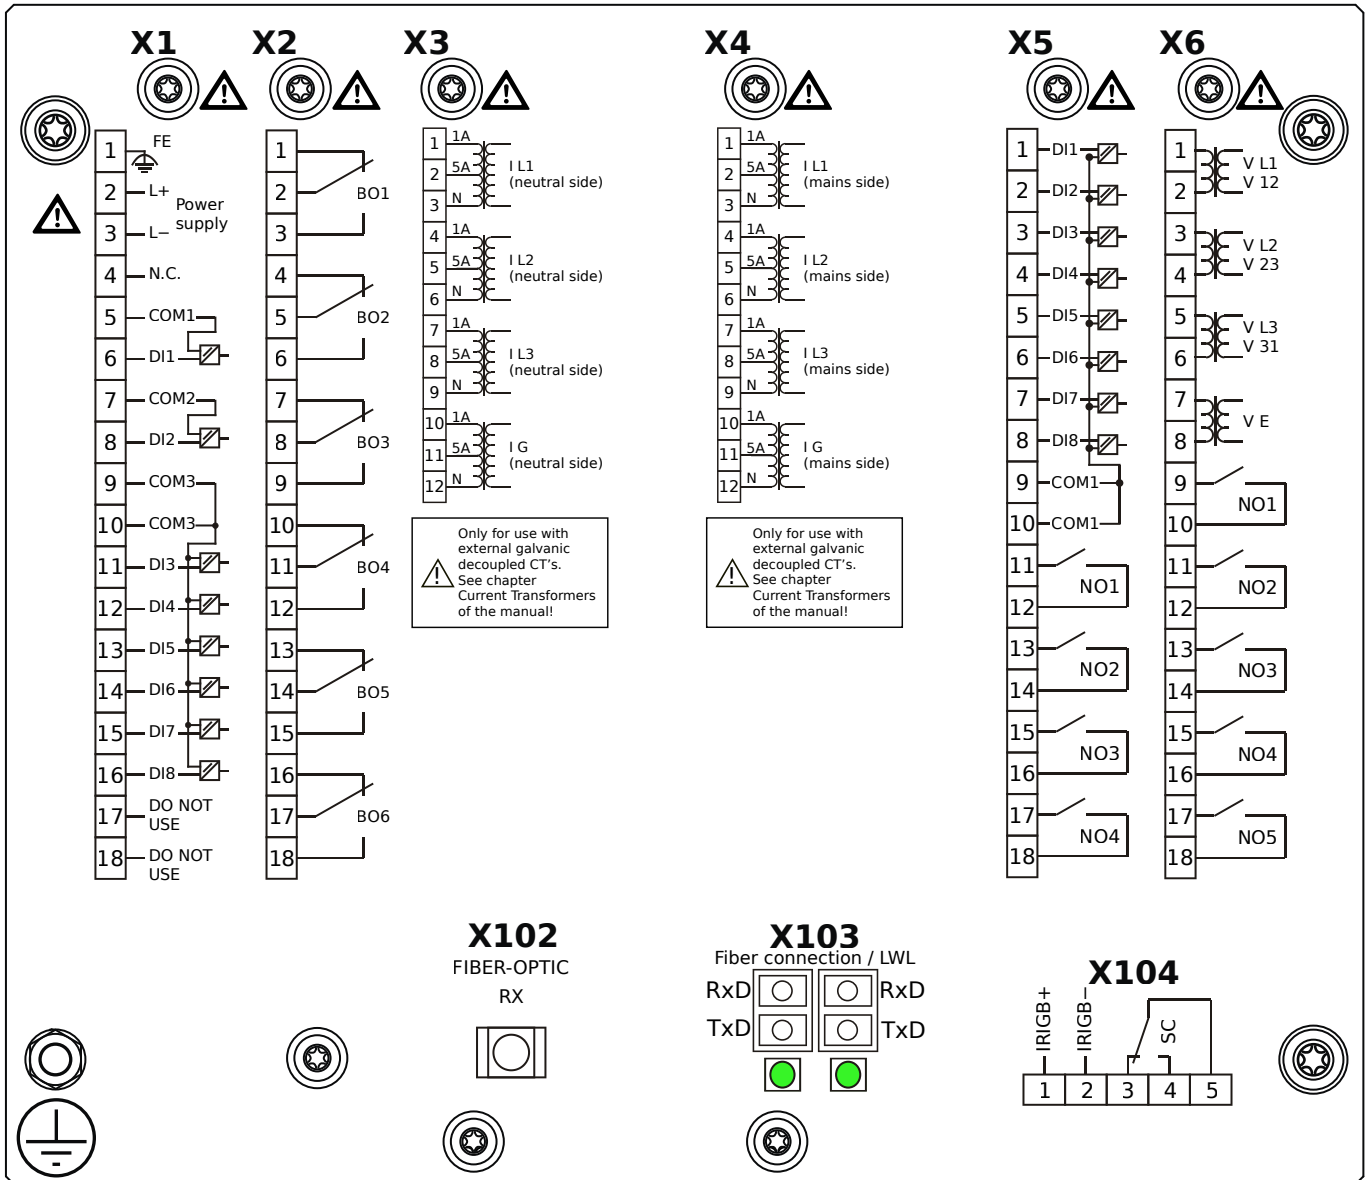 X1 X2 X3 X4 X5 X6
1 FE
2 L+
Power
supply
3 L−
4 N.C.
5 COM1
6 DI1
7 COM2
8 DI2
9 COM3
10 COM3
11 DI3
12 DI4
13 DI5
14 DI6
15 DI7
16 DI8
17 DO NOT
USE
18 DO NOT
USE
1
2 BO1
3
4
5 BO2
6
7
8 BO3
9
10
11 BO4
12
13
14 BO5
15
16
17 BO6
18
1 1A
2 5A
3 N
I L1
(neutral side)
4 1A
5 5A
6 N
I L2
(neutral side)
7 1A
8 5A
9 N
I L3
(neutral side)
10 1A
11 5A
12 N
I G
(neutral side)
Only for use with
external galvanic
decoupled CT’s.
See chapter
Current Transformers
of the manual!
1 1A
2 5A
3 N
I L1
(mains side)
4 1A
5 5A
6 N
I L2
(mains side)
7 1A
8 5A
9 N
I L3
(mains side)
10 1A
11 5A
12 N
I G
(mains side)
Only for use with
external galvanic
decoupled CT’s.
See chapter
Current Transformers
of the manual!
1 DI1
2 DI2
3 DI3
4 DI4
5 DI5
6 DI6
7 DI7
8 DI8
9 COM1
10 COM1
11
NO1
12
13
NO2
14
15
NO3
16
17
NO4
18
1 V L1
2 V 12
3 V L2
4 V 23
5 V L3
6 V 31
7
V E
8
9
NO1
10
11
NO2
12
13
NO3
14
15
NO4
16
17
NO5
18
X102
FIBER-OPTIC
RX
X103
Fiber connection / LWL
RxD RxD
TxD TxD
X104
IRIGB+ IRIGB− SC
1 2 3 4 5